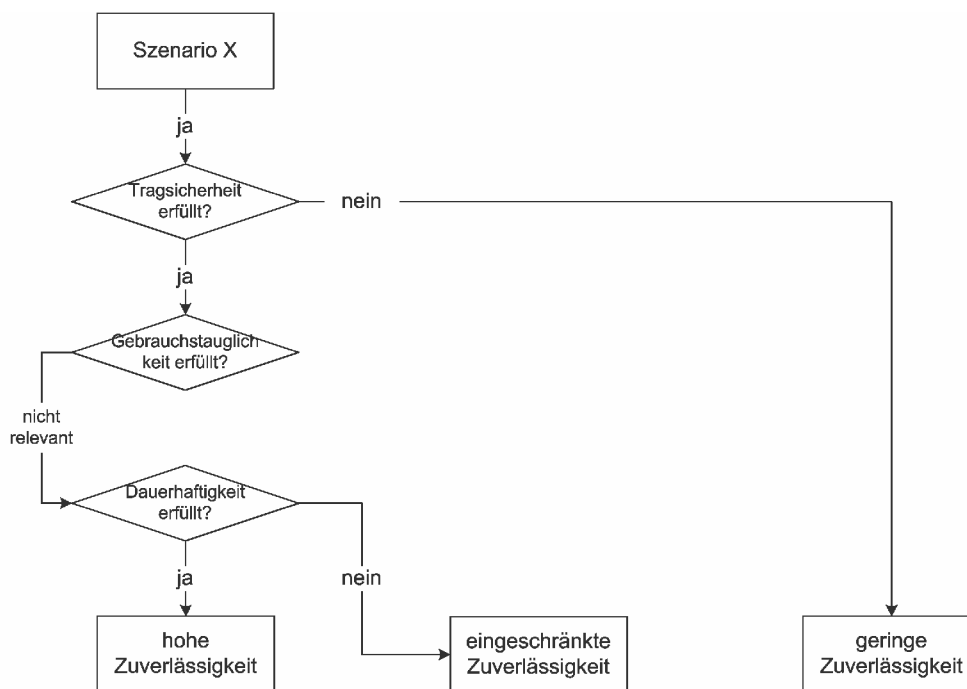 Szenario X
ja
Tragsicherheit
erfüllt?
nein
ja
Gebrauchstauglich
keit erfüllt?
nicht
relevant
Dauerhaftigkeit
erfüllt?
ja
nein
hohe
Zuverlässigkeit
eingeschränkte
Zuverlässigkeit
geringe
Zuverlässigkeit